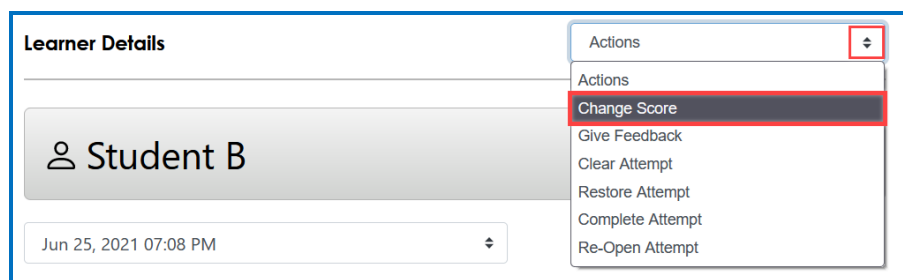 Learner Details
Actions
Actions
Change Score
Give Feedback
Clear Attempt
Restore Attempt
Complete Attempt
Re-Open Attempt
Student B
Jun 25, 2021 07:08 PM